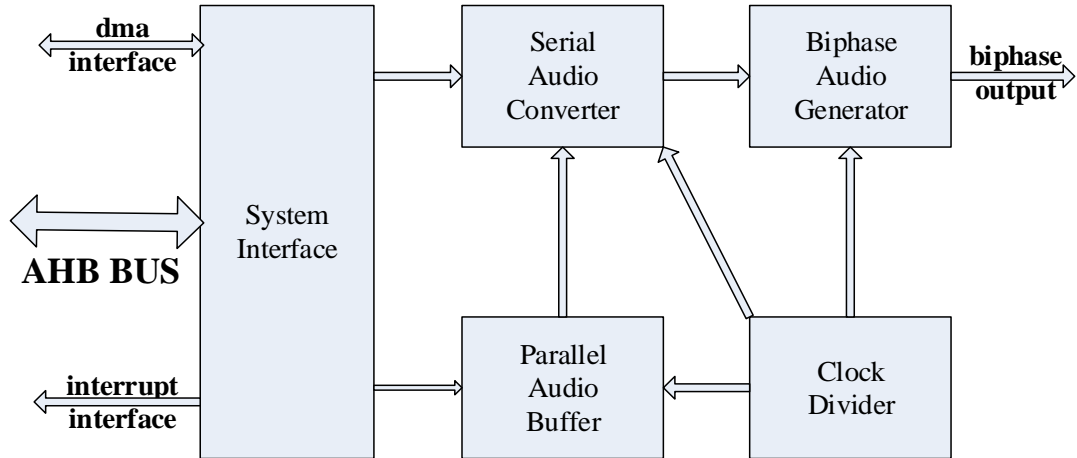 dma
interface
AHB BUS
interrupt
interface
System
Interface
Serial
Audio
Converter
Biphase
Audio
Generator
biphase
output
Parallel
Audio
Buffer
Clock
Divider